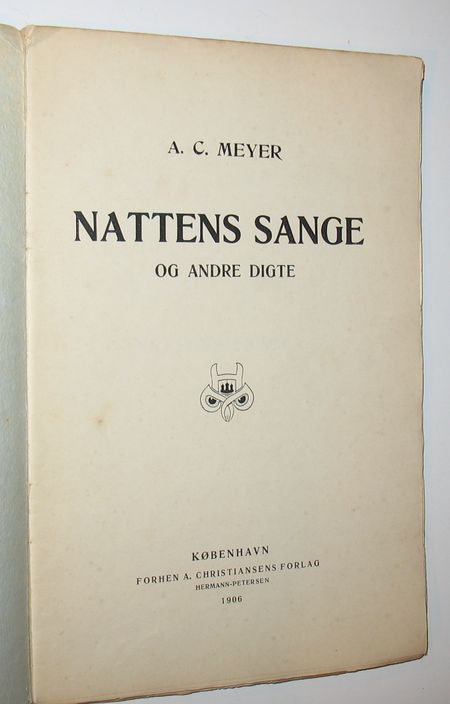 A. C. MEYER
NATTENS SANGE
OG ANDRE DIGTE
KØBENHAVN
FORHEN A. CHRISTIANSENS FORLAG
HERMANN-PETERSEN
1906